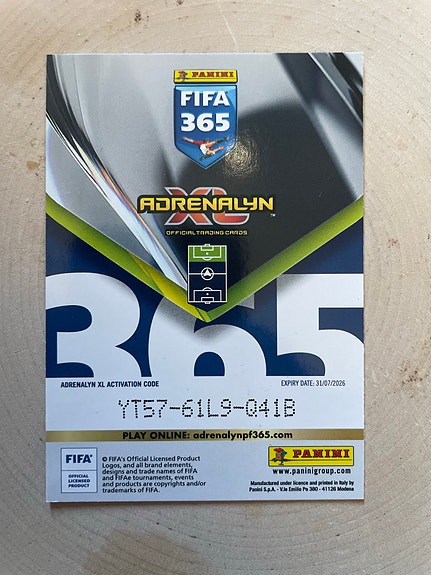 PANINI
FIFA
365
ADRENALYN
XL™
OFFICIAL TRADING CARDS
365
ADRENALYN XL ACTIVATION CODE
EXPIRY DATE: 31/07/2026
YT57-61L9-Q41B
PLAY ONLINE: adrenalynpf365.com
FIFA®
OFFICIAL
LICENSED
PRODUCT
© FIFA's Official Licensed Product
Logos, and all brand elements,
designs and trade names of FIFA
and FIFAe tournaments, events
and products are copyrights and/or
trademarks of FIFA.
PANINI
www.paninigroup.com
Manufactured under licence and printed in Italy by
Panini S.p.A. - V.le Emilio Po 380 - 41126 Modena